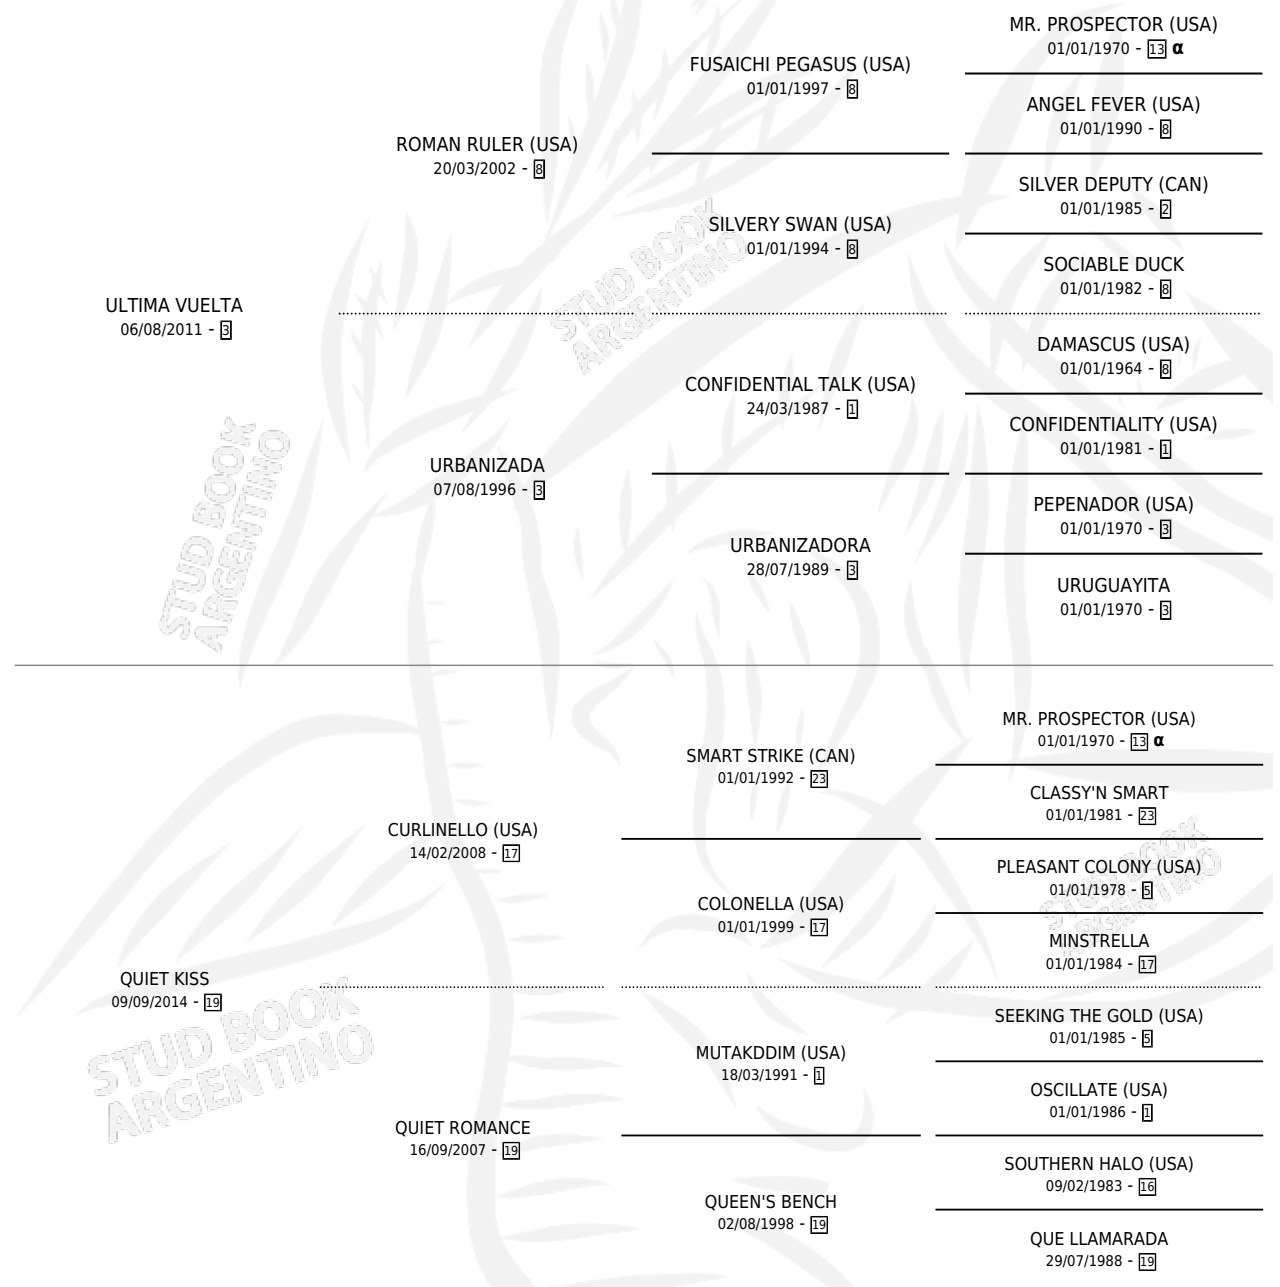 MR. PROSPECTOR (USA)
01/01/1970 - 13 α
FUSAICHI PEGASUS (USA)
01/01/1997 - 8
ANGEL FEVER (USA)
01/01/1990 - 8
ROMAN RULER (USA)
20/03/2002 - 8
SILVER DEPUTY (CAN)
01/01/1985 - 2
SILVERY SWAN (USA)
01/01/1994 - 8
SOCIABLE DUCK
01/01/1982 - 8
ULTIMA VUELTA
06/08/2011 - 3
DAMASCUS (USA)
01/01/1964 - 8
CONFIDENTIAL TALK (USA)
24/03/1987 - 1
CONFIDENTIALITY (USA)
01/01/1981 - 1
URBANIZADA
07/08/1996 - 3
PEPENADOR (USA)
01/01/1970 - 3
URBANIZADORA
28/07/1989 - 3
URUGUAYITA
01/01/1970 - 3
MR. PROSPECTOR (USA)
01/01/1970 - 13 α
SMART STRIKE (CAN)
01/01/1992 - 23
CLASSY'N SMART
01/01/1981 - 23
CURLINELLO (USA)
14/02/2008 - 17
PLEASANT COLONY (USA)
01/01/1978 - 5
COLONELLA (USA)
01/01/1999 - 17
MINSTRELLA
01/01/1984 - 17
QUIET KISS
09/09/2014 - 19
SEEKING THE GOLD (USA)
01/01/1985 - 5
MUTAKDDIM (USA)
18/03/1991 - 1
OSCILLATE (USA)
01/01/1986 - 1
QUIET ROMANCE
16/09/2007 - 19
SOUTHERN HALO (USA)
09/02/1983 - 16
QUEEN'S BENCH
02/08/1998 - 19
QUE LLAMARADA
29/07/1988 - 19
STUD BOOK
ARGENTINO
STUD BOOK
ARGENTINO
STUD BOOK
ARGENTINO
STUD BOOK
ARGENTINO